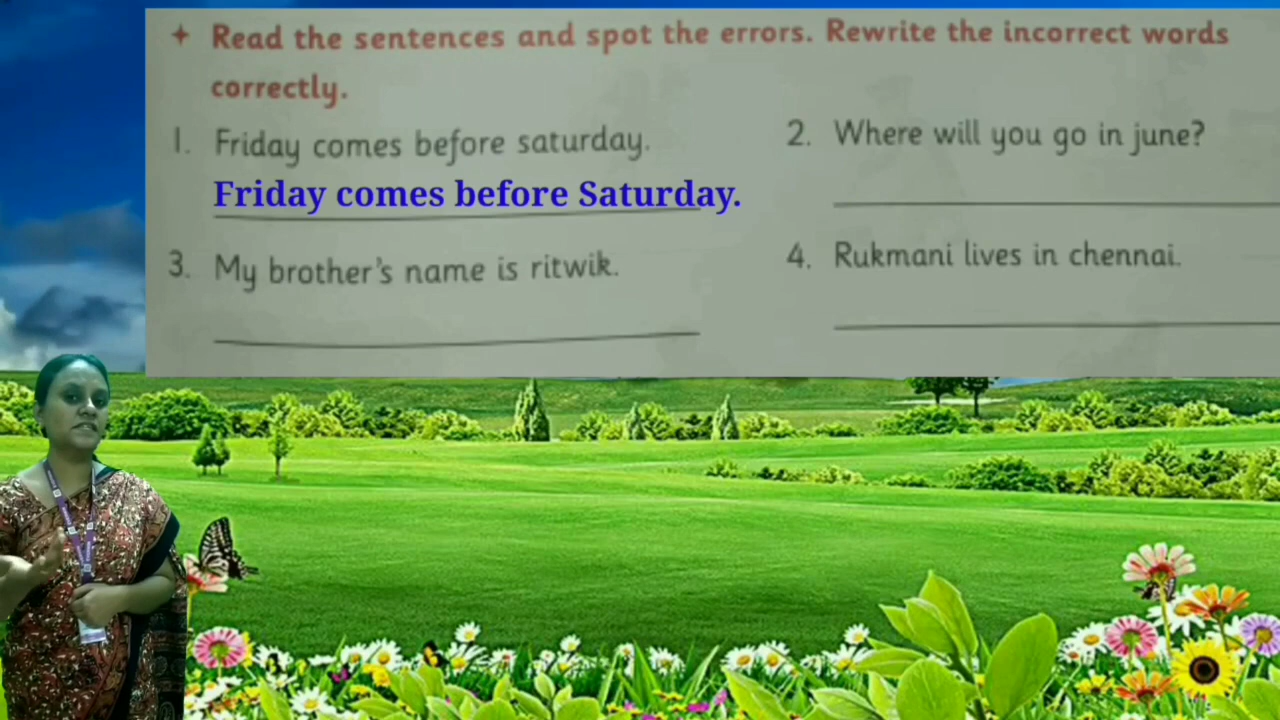 + Read the sentences and spot the errors. Rewrite the incorrect words
correctly.
1. Friday comes before saturday.
Friday comes before Saturday.
2. Where will you go in june?
3. My brother's name is ritwik.
4. Rukmani lives in chennai.